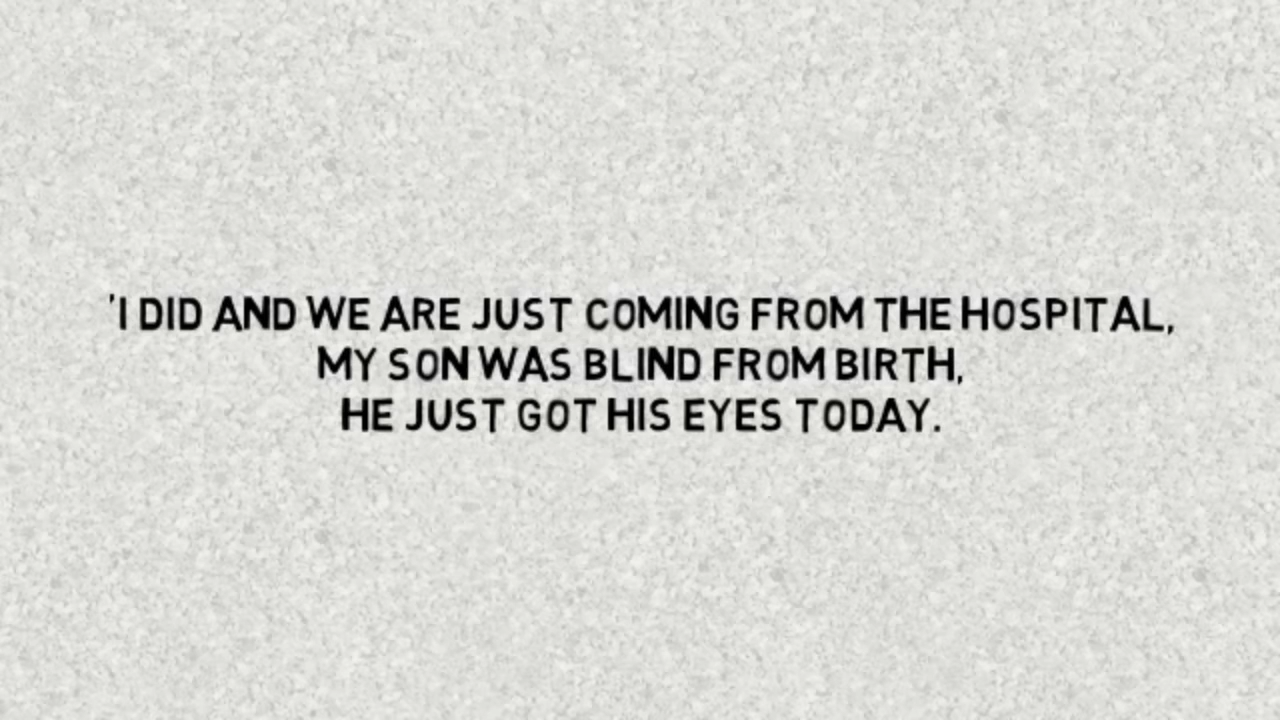 'I DID AND WE ARE JUST COMING FROM THE HOSPITAL,
MY SON WAS BLIND FROM BIRTH,
HE JUST GOT HIS EYES TODAY.